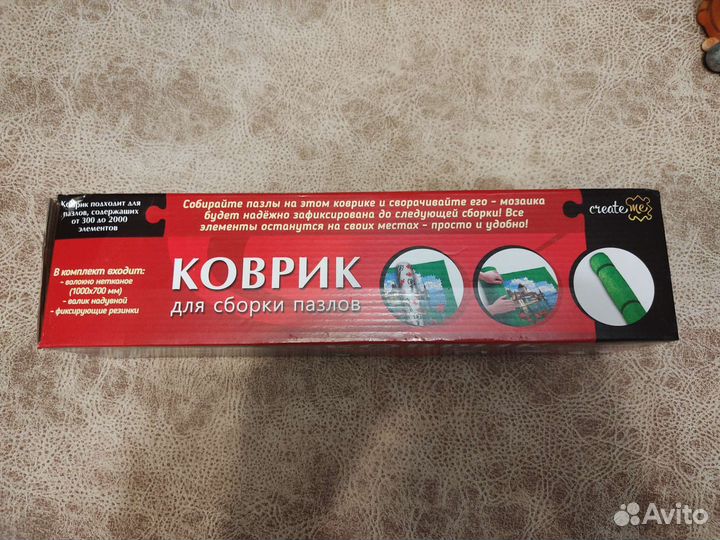 Коврик подходит для
пазлов, содержащих
от 300 до 2000
элементов
Собирайте пазлы на этом коврике и сворачивайте его - мозаика
будет надёжно зафиксирована до следующей сборки! Все
элементы останутся на своих местах - просто и удобно!
create me
В комплект входит:
- волокно нетканое
(1000x700 мм)
- валик надувной
- фиксирующие резинки
КОВРИК
для сборки пазлов
Avito